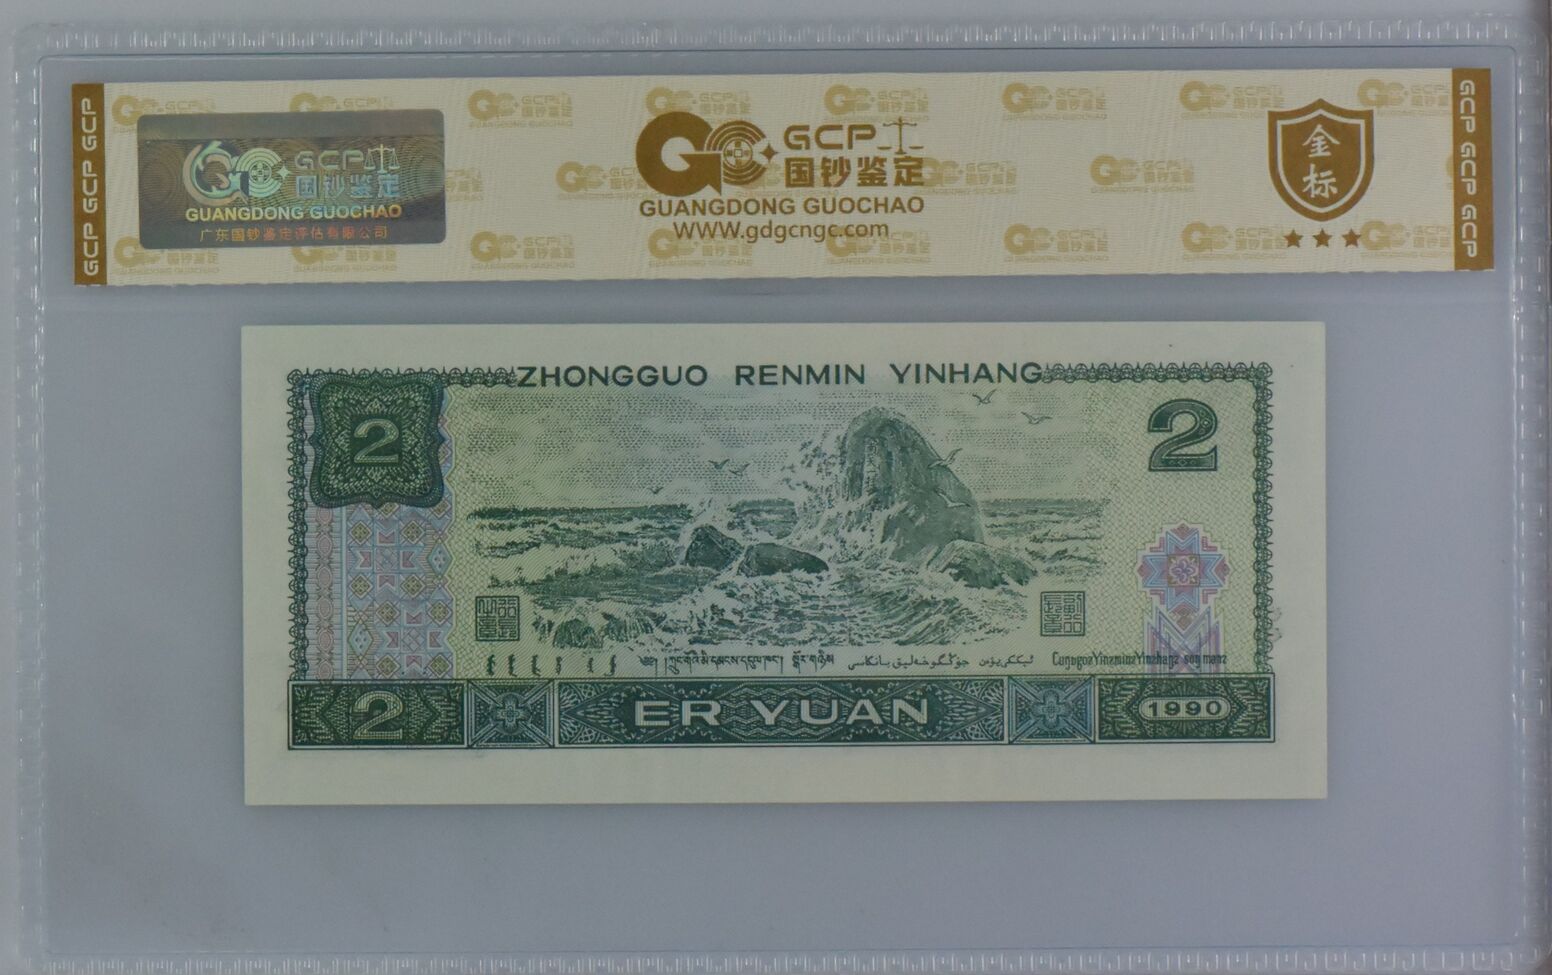 GCP GCP GCP
GCP
国钞鉴定
GUANGDONG GUOCHAO
广东国钞鉴定评估有限公司
GCP
国钞鉴定
GUANGDONG GUOCHAO
WWW.gdgcngc.com
金标
GCP GCP GCP
ZHONGGUO RENMIN YINHANG
2
2
2
ER YUAN
1990